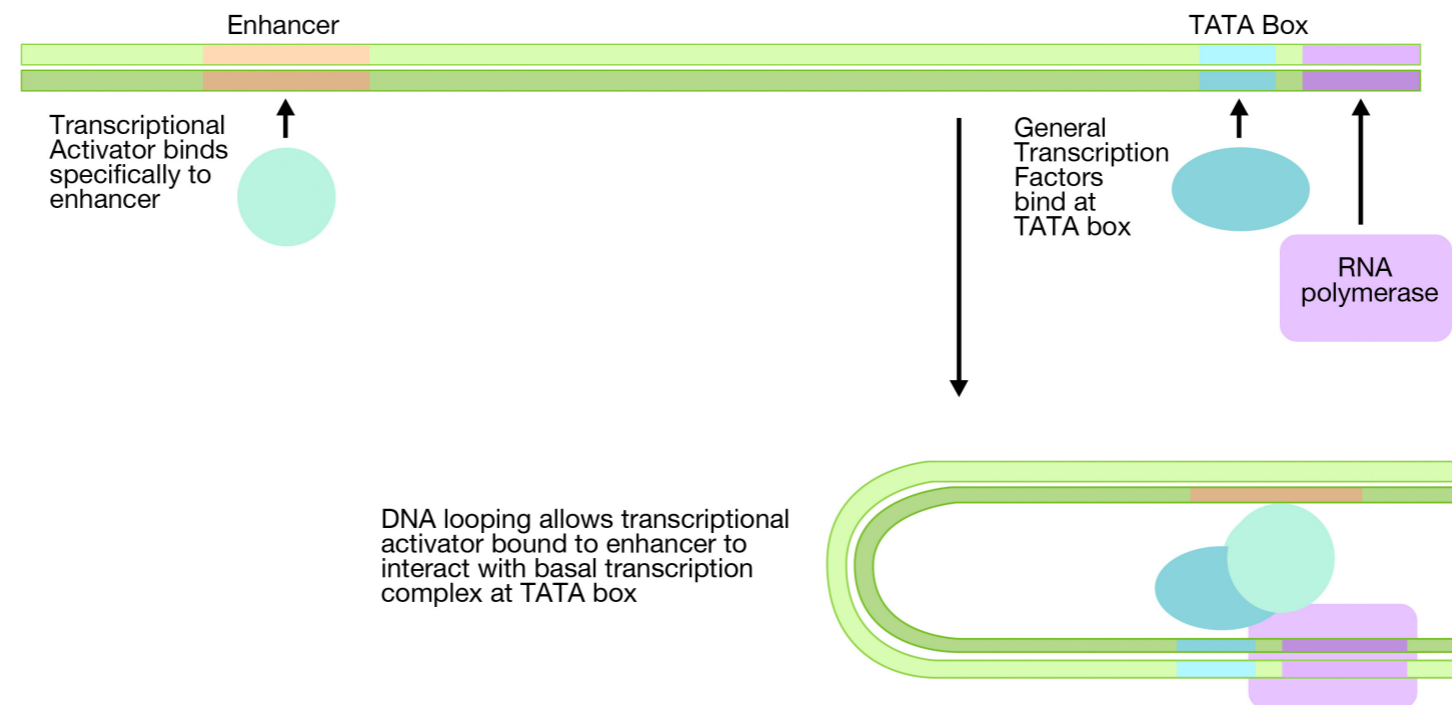 Enhancer
TATA Box
Transcriptional
Activator binds
specifically to
enhancer
General
Transcription
Factors
bind at
TATA box
RNA
polymerase
DNA looping allows transcriptional
activator bound to enhancer to
interact with basal transcription
complex at TATA box